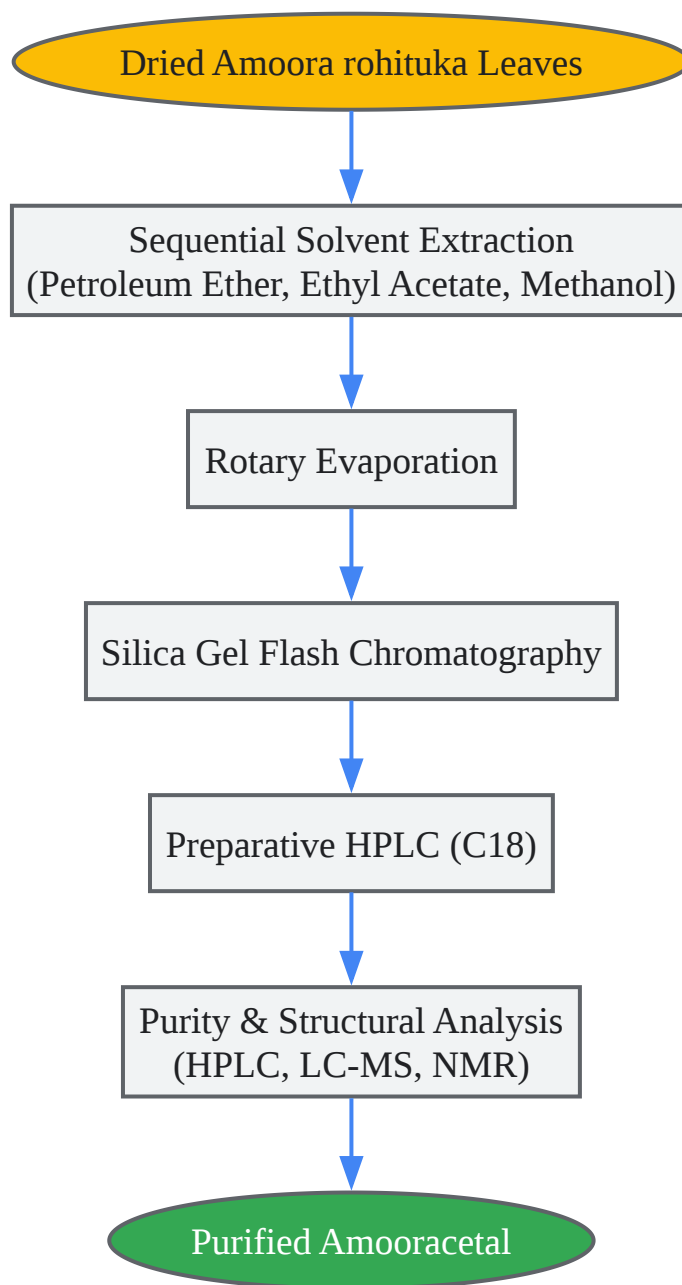 Dried Amoora rohituka Leaves
Sequential Solvent Extraction
(Petroleum Ether, Ethyl Acetate, Methanol)
Rotary Evaporation
Silica Gel Flash Chromatography
Preparative HPLC (C18)
Purity & Structural Analysis
(HPLC, LC-MS, NMR)
Purified Amooracetal